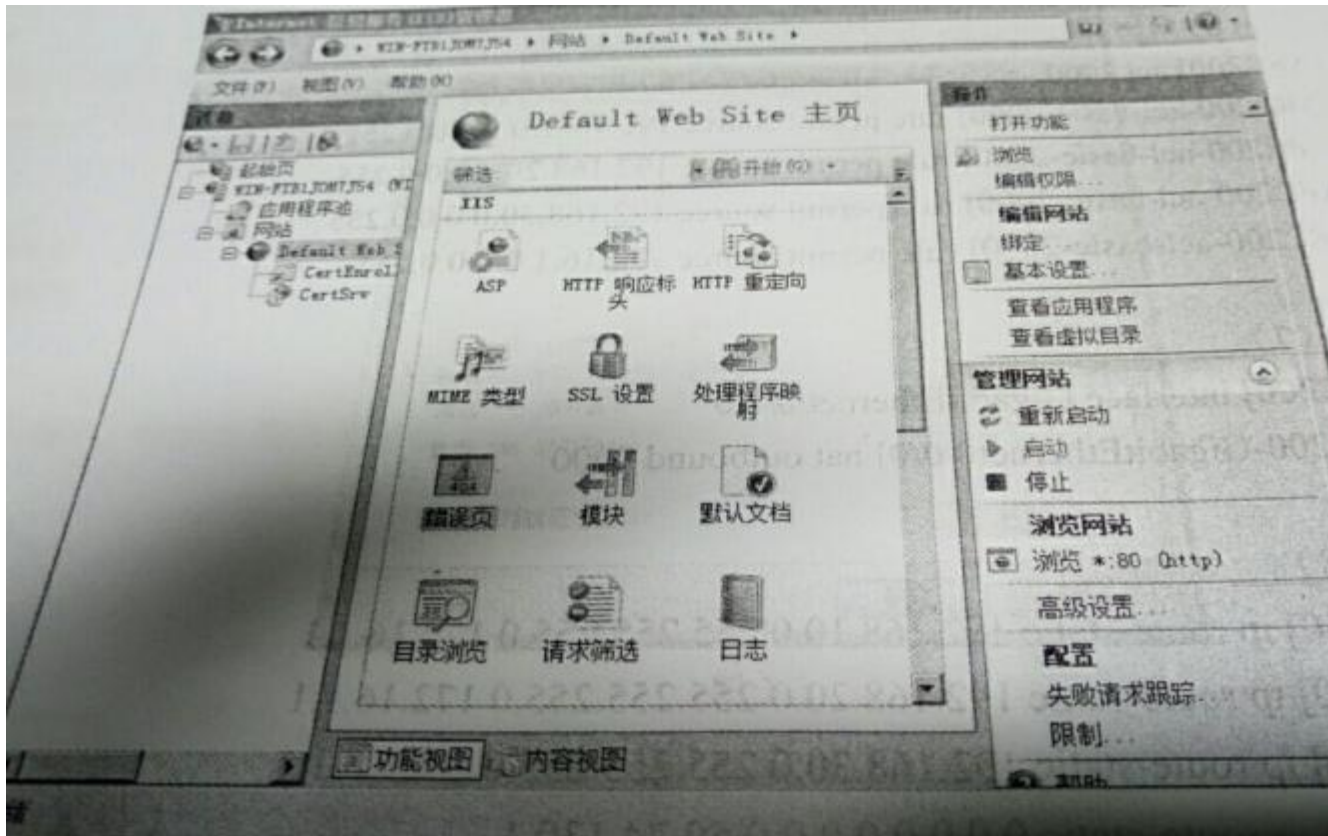 Internet 信息服务(IIS)管理器
WIN-FTB1JOM7J54 ▸ 网站 ▸ Default Web Site ▸
文件(F) 视图(V) 帮助(H)
连接
起始页
WIN-FTB1JOM7J54 (WI
应用程序池
网站
Default Web S
CertEnroll
CertSrv
Default Web Site 主页
筛选 开始(G)
IIS
ASP
HTTP 响应标头
HTTP 重定向
MIME 类型
SSL 设置
处理程序映射
错误页
模块
默认文档
目录浏览
请求筛选
日志
功能视图 内容视图
操作
打开功能
浏览
编辑权限...
编辑网站
绑定...
基本设置...
查看应用程序
查看虚拟目录
管理网站
重新启动
启动
停止
浏览网站
浏览 *:80 (http)
高级设置...
配置
失败请求跟踪...
限制...
帮助